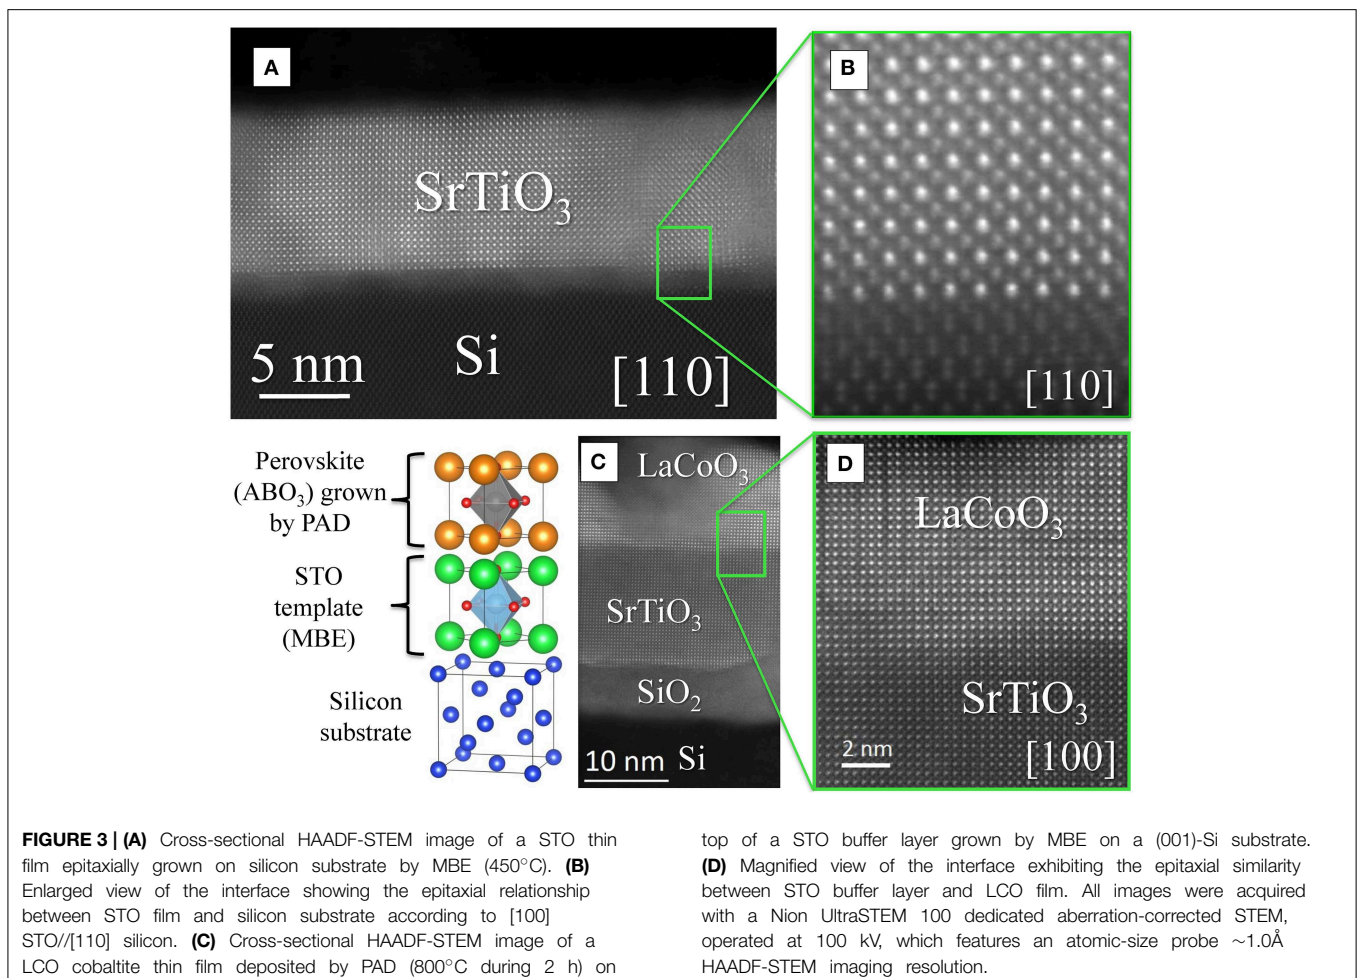 A
SrTiO3
Si
5 nm
[110]
B
[110]
Perovskite
(ABO3) grown
by PAD
STO
template
(MBE)
Silicon
substrate
C
LaCoO3
SrTiO3
SiO2
10 nm
Si
D
LaCoO3
SrTiO3
2 nm
[100]
FIGURE 3 | (A) Cross-sectional HAADF-STEM image of a STO thin
film epitaxially grown on silicon substrate by MBE (450°C). (B)
Enlarged view of the interface showing the epitaxial relationship
between STO film and silicon substrate according to [100]
STO//[110] silicon. (C) Cross-sectional HAADF-STEM image of a
LCO cobaltite thin film deposited by PAD (800°C during 2 h) on
top of a STO buffer layer grown by MBE on a (001)-Si substrate.
(D) Magnified view of the interface exhibiting the epitaxial similarity
between STO buffer layer and LCO film. All images were acquired
with a Nion UltraSTEM 100 dedicated aberration-corrected STEM,
operated at 100 kV, which features an atomic-size probe ~1.0Å
HAADF-STEM imaging resolution.